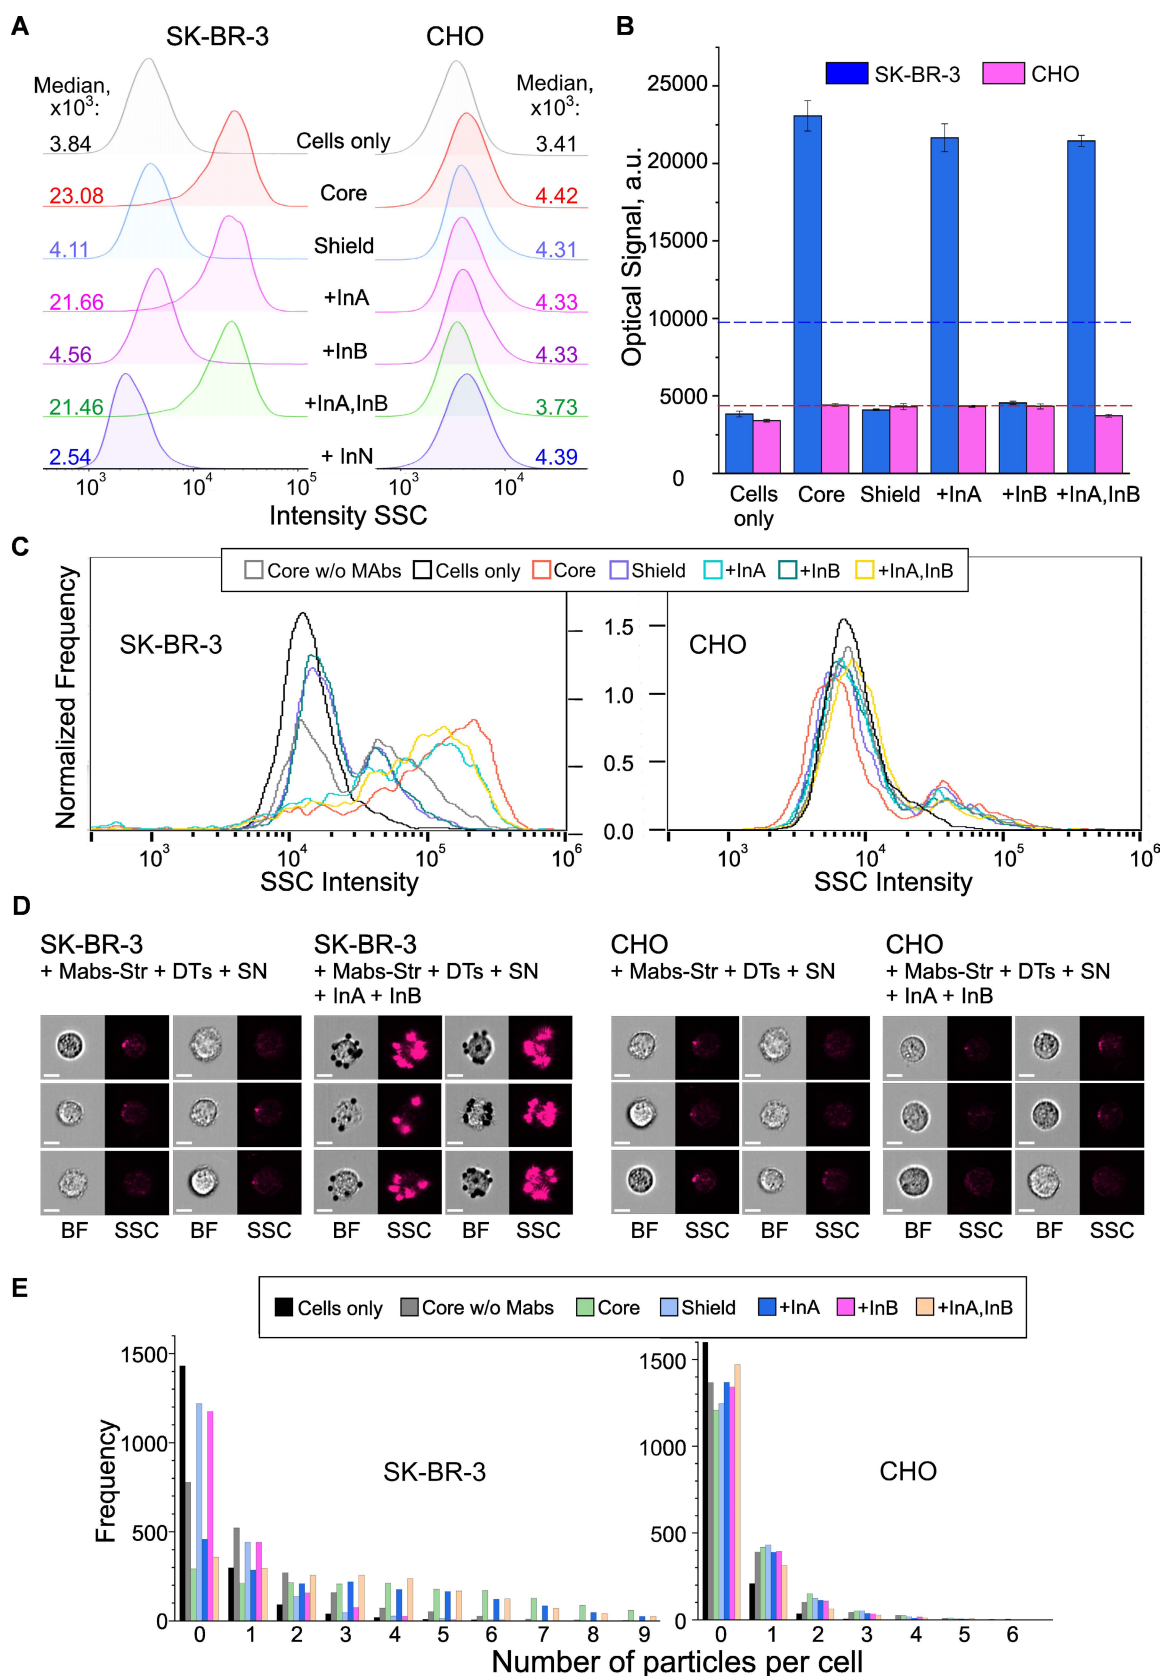 A
SK-BR-3
CHO
Median,
x10³:
Median,
x10³:
3.84
Cells only
3.41
23.08
Core
4.42
4.11
Shield
4.31
21.66
+InA
4.33
4.56
+InB
4.33
21.46
+InA,InB
3.73
2.54
+ InN
4.39
10³
10⁴
10⁵
10³
10⁴
Intensity SSC
B
SK-BR-3
CHO
Optical Signal, a.u.
25000
20000
15000
10000
5000
0
Cells only
Core
Shield
+InA
+InB
+InA,InB
C
Core w/o MAbs
Cells only
Core
Shield
+InA
+InB
+InA,InB
Normalized Frequency
SK-BR-3
CHO
1.5
1.0
0.5
0.0
10³
10⁴
10⁵
10⁶
10³
10⁴
10⁵
10⁶
SSC Intensity
SSC Intensity
D
SK-BR-3
+ Mabs-Str + DTs + SN
SK-BR-3
+ Mabs-Str + DTs + SN
+ InA + InB
CHO
+ Mabs-Str + DTs + SN
CHO
+ Mabs-Str + DTs + SN
+ InA + InB
BF SSC BF SSC
BF SSC BF SSC
BF SSC BF SSC
BF SSC BF SSC
E
Cells only
Core w/o Mabs
Core
Shield
+InA
+InB
+InA,InB
Frequency
1500
1000
500
0
SK-BR-3
0 1 2 3 4 5 6 7 8 9
1500
1000
500
0
CHO
0 1 2 3 4 5 6
Number of particles per cell